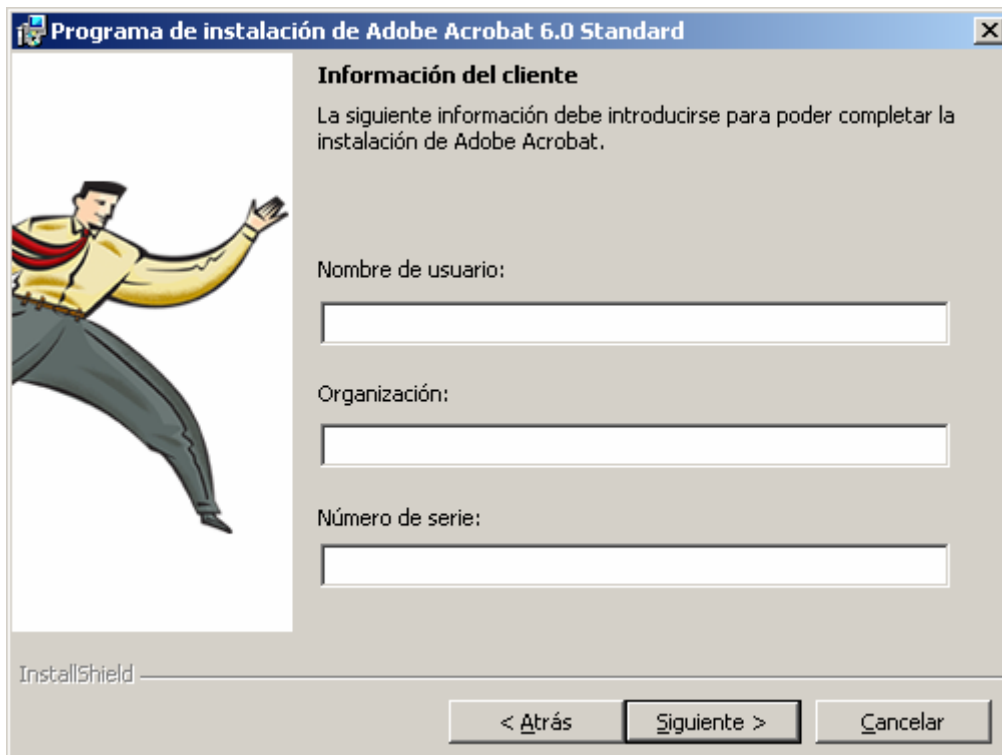 Programa de instalación de Adobe Acrobat 6.0 Standard
Información del cliente
La siguiente información debe introducirse para poder completar la
instalación de Adobe Acrobat.
Nombre de usuario:
Organización:
Número de serie:
InstallShield
< Atrás
Siguiente >
Cancelar